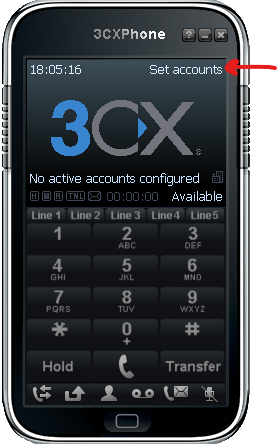 3CXPhone
18:05:16 Set accounts
3CX
No active accounts configured
H M R TNL 00:00:00 Available
Line 1 Line 2 Line 3 Line 4 Line 5
1 2 3
ABC DEF
4 5 6
GHI JKL MNO
7 8 9
PQRS TUV WXYZ
* 0 #
+
Hold Transfer